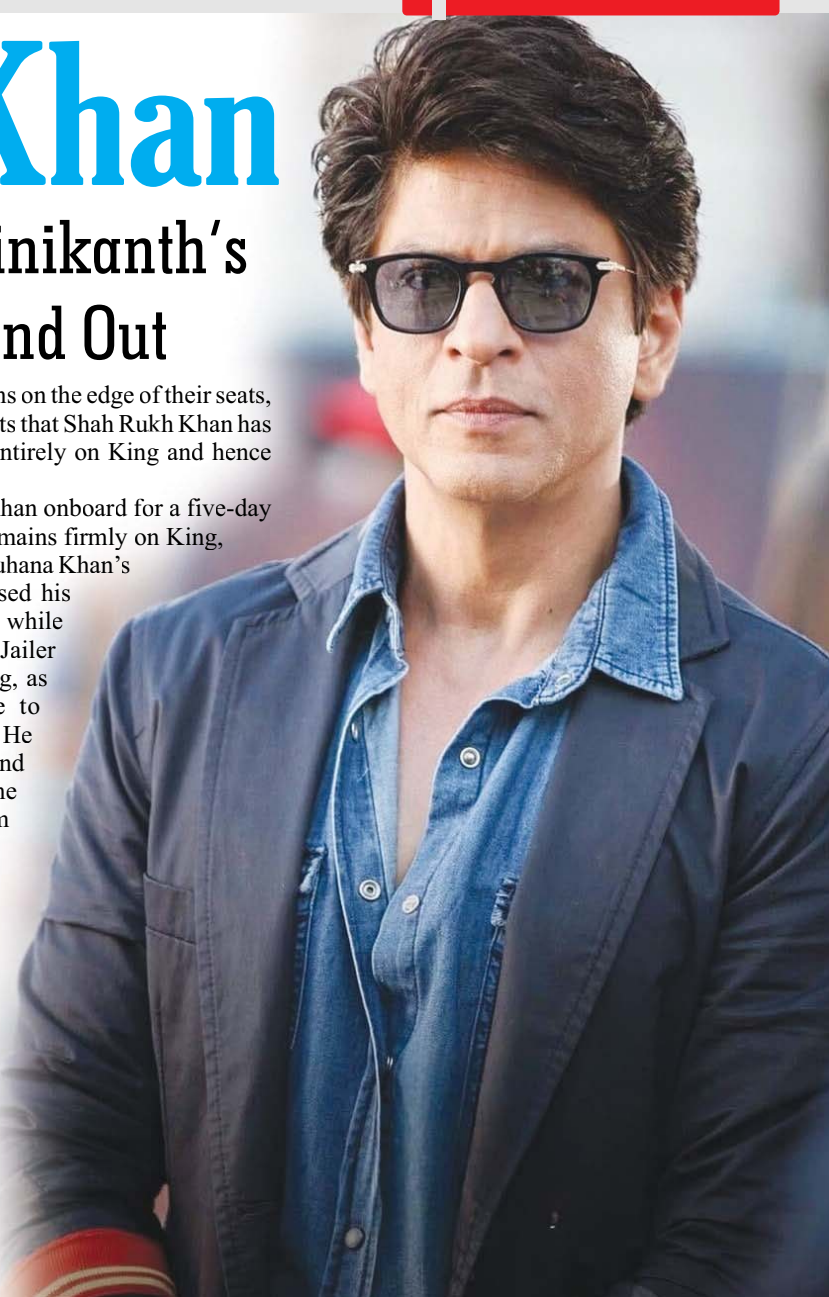 Khan
inikanth's
nd Out
ns on the edge of their seats,
ts that Shah Rukh Khan has
ntirely on King and hence
han onboard for a five-day
mains firmly on King,
uhana Khan's
sed his
while
Jailer
g, as
e to
He
nd
ne
m